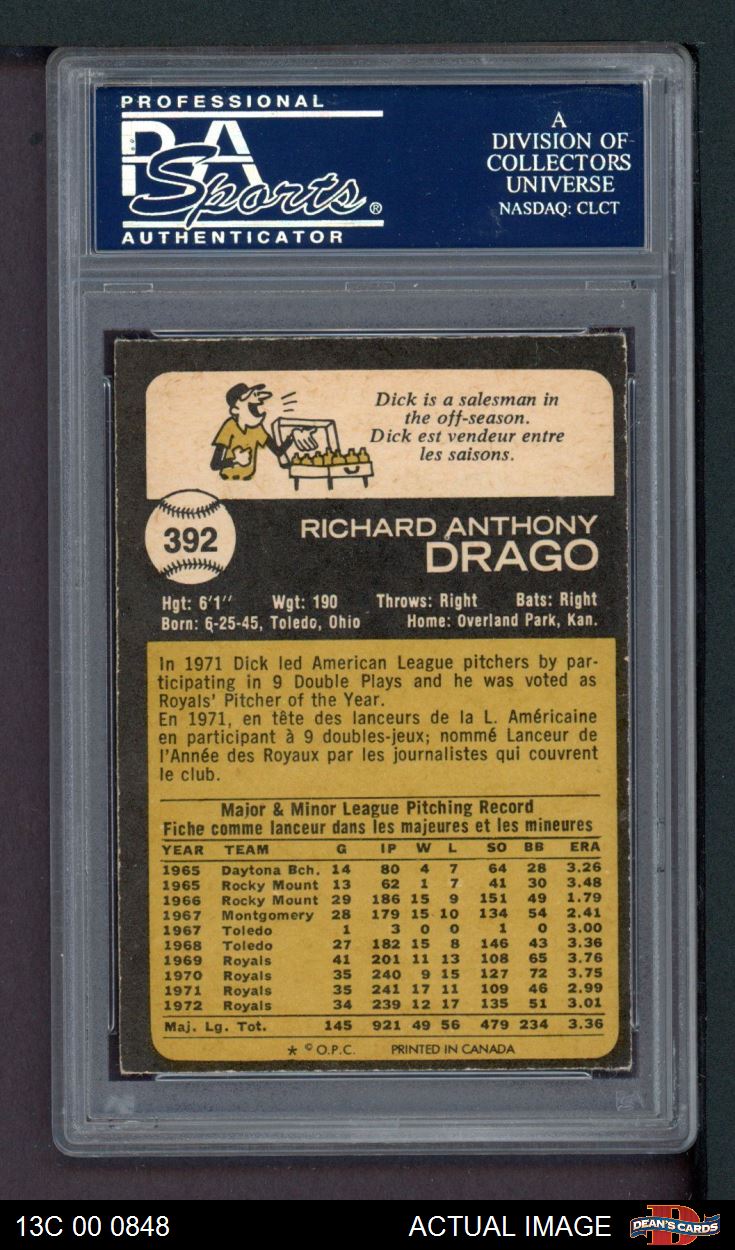 PROFESSIONAL
PSA
Sports®
AUTHENTICATOR
A
DIVISION OF
COLLECTORS
UNIVERSE
NASDAQ: CLCT
Dick is a salesman in
the off-season.
Dick est vendeur entre
les saisons.
392
RICHARD ANTHONY
DRAGO
Hgt: 6'1" Wgt: 190 Throws: Right Bats: Right
Born: 6-25-45, Toledo, Ohio Home: Overland Park, Kan.
In 1971 Dick led American League pitchers by par-
ticipating in 9 Double Plays and he was voted as
Royals' Pitcher of the Year.
En 1971, en tête des lanceurs de la L. Américaine
en participant à 9 doubles-jeux; nommé Lanceur de
l'Année des Royaux par les journalistes qui couvrent
le club.
Major & Minor League Pitching Record
Fiche comme lanceur dans les majeures et les mineures
YEAR TEAM G IP W L SO BB ERA
1965 Daytona Bch. 14 80 4 7 64 28 3.26
1965 Rocky Mount 13 62 1 7 41 30 3.48
1966 Rocky Mount 29 186 15 9 151 49 1.79
1967 Montgomery 28 179 15 10 134 54 2.41
1967 Toledo 1 3 0 0 1 0 3.00
1968 Toledo 27 182 15 8 146 43 3.36
1969 Royals 41 201 11 13 108 65 3.76
1970 Royals 35 240 9 15 127 72 3.75
1971 Royals 35 241 17 11 109 46 2.99
1972 Royals 34 239 12 17 135 51 3.01
Maj. Lg. Tot. 145 921 49 56 479 234 3.36
* © O.P.C. PRINTED IN CANADA
13C 00 0848 ACTUAL IMAGE D DEAN'S CARDS